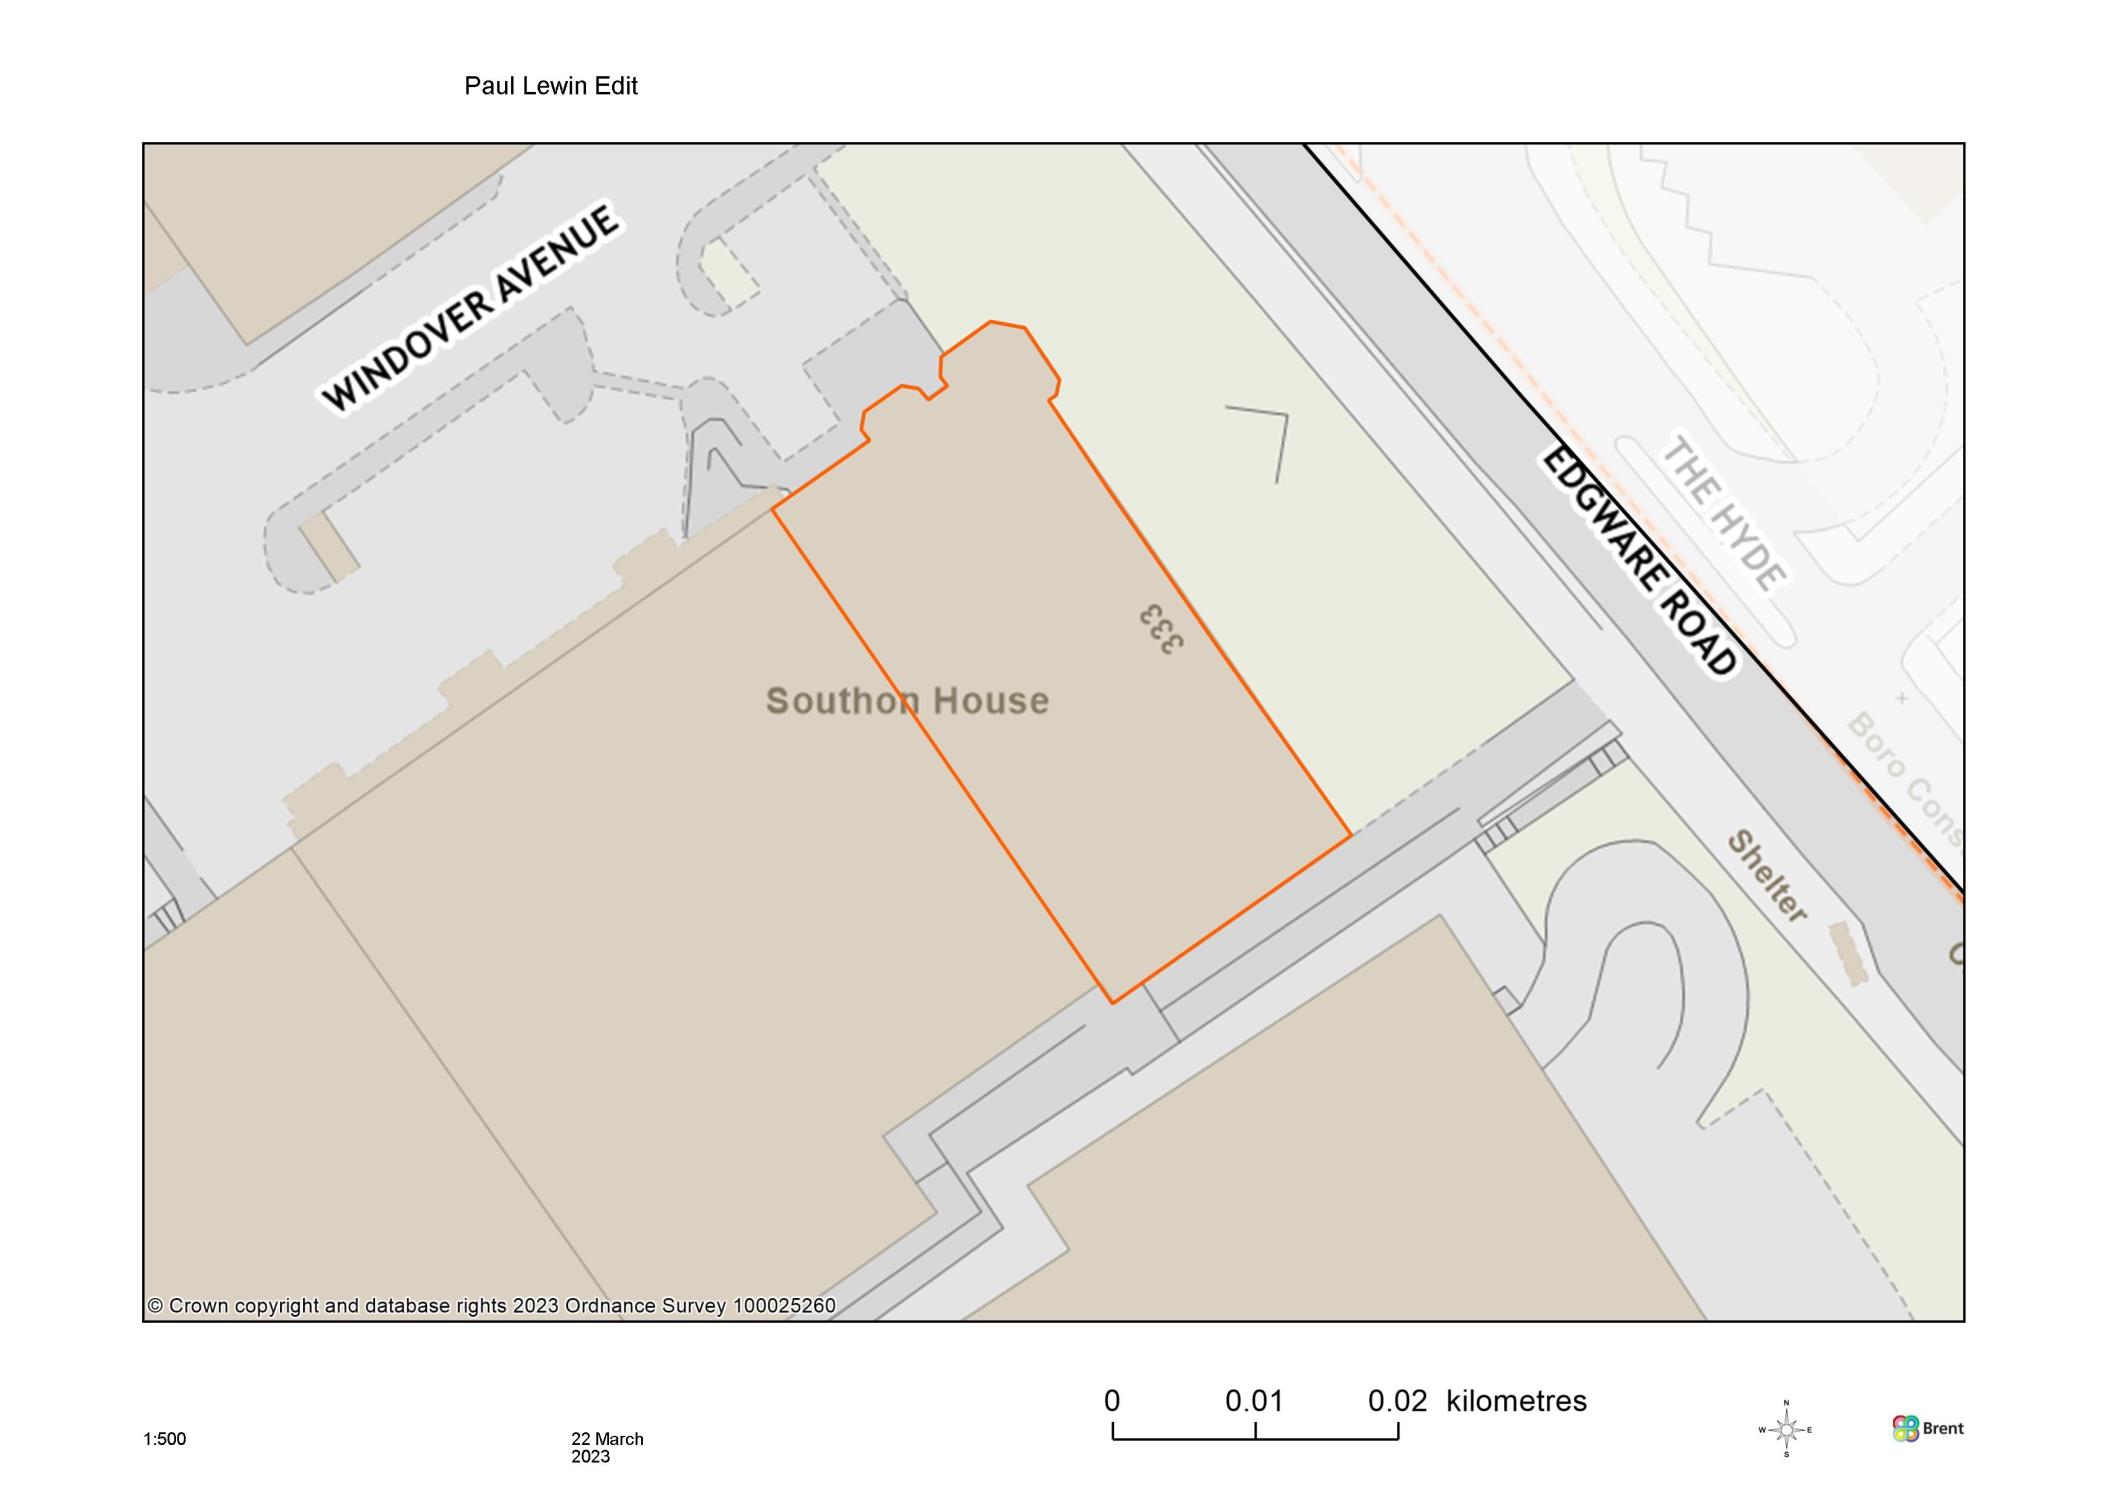 Paul Lewin Edit
WINDOVER AVENUE
THE HYDE
EDGWARE ROAD
333
Southon House
Boro Cons
Shelter
© Crown copyright and database rights 2023 Ordnance Survey 100025260
0 0.01 0.02 kilometres
1:500
22 March
2023
N
W E
S
Brent